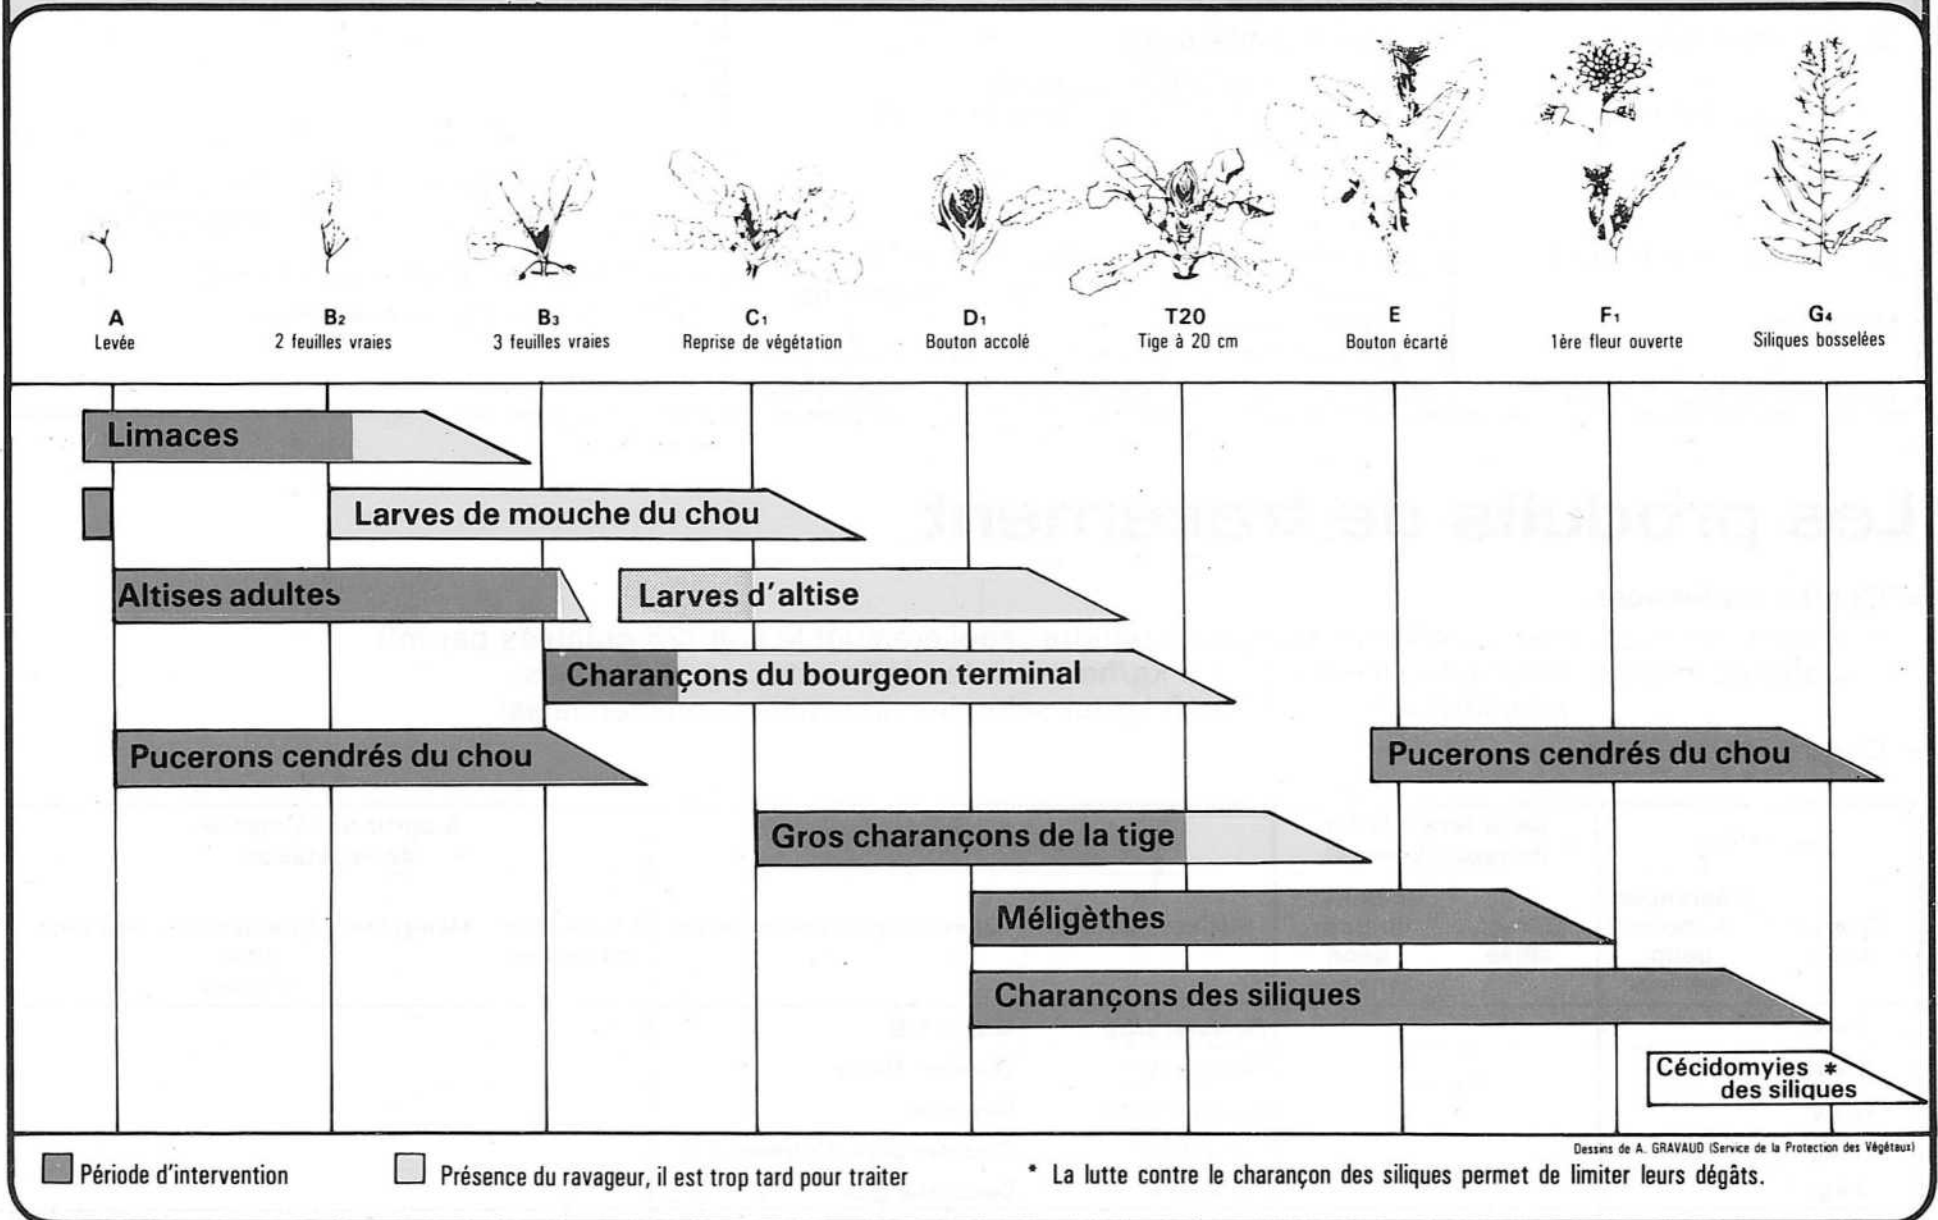 A
Levée
B2
2 feuilles vraies
B3
3 feuilles vraies
C1
Reprise de végétation
D1
Bouton accolé
T20
Tige à 20 cm
E
Bouton écarté
F1
1ère fleur ouverte
G4
Siliques bosselées
Limaces
Larves de mouche du chou
Altises adultes
Larves d'altise
Charançons du bourgeon terminal
Pucerons cendrés du chou
Pucerons cendrés du chou
Gros charançons de la tige
Méligèthes
Charançons des siliques
Cécidomyies *
des siliques
Dessins de A. GRAVAUD (Service de la Protection des Végétaux)
Période d'intervention
Présence du ravageur, il est trop tard pour traiter
* La lutte contre le charançon des siliques permet de limiter leurs dégâts.